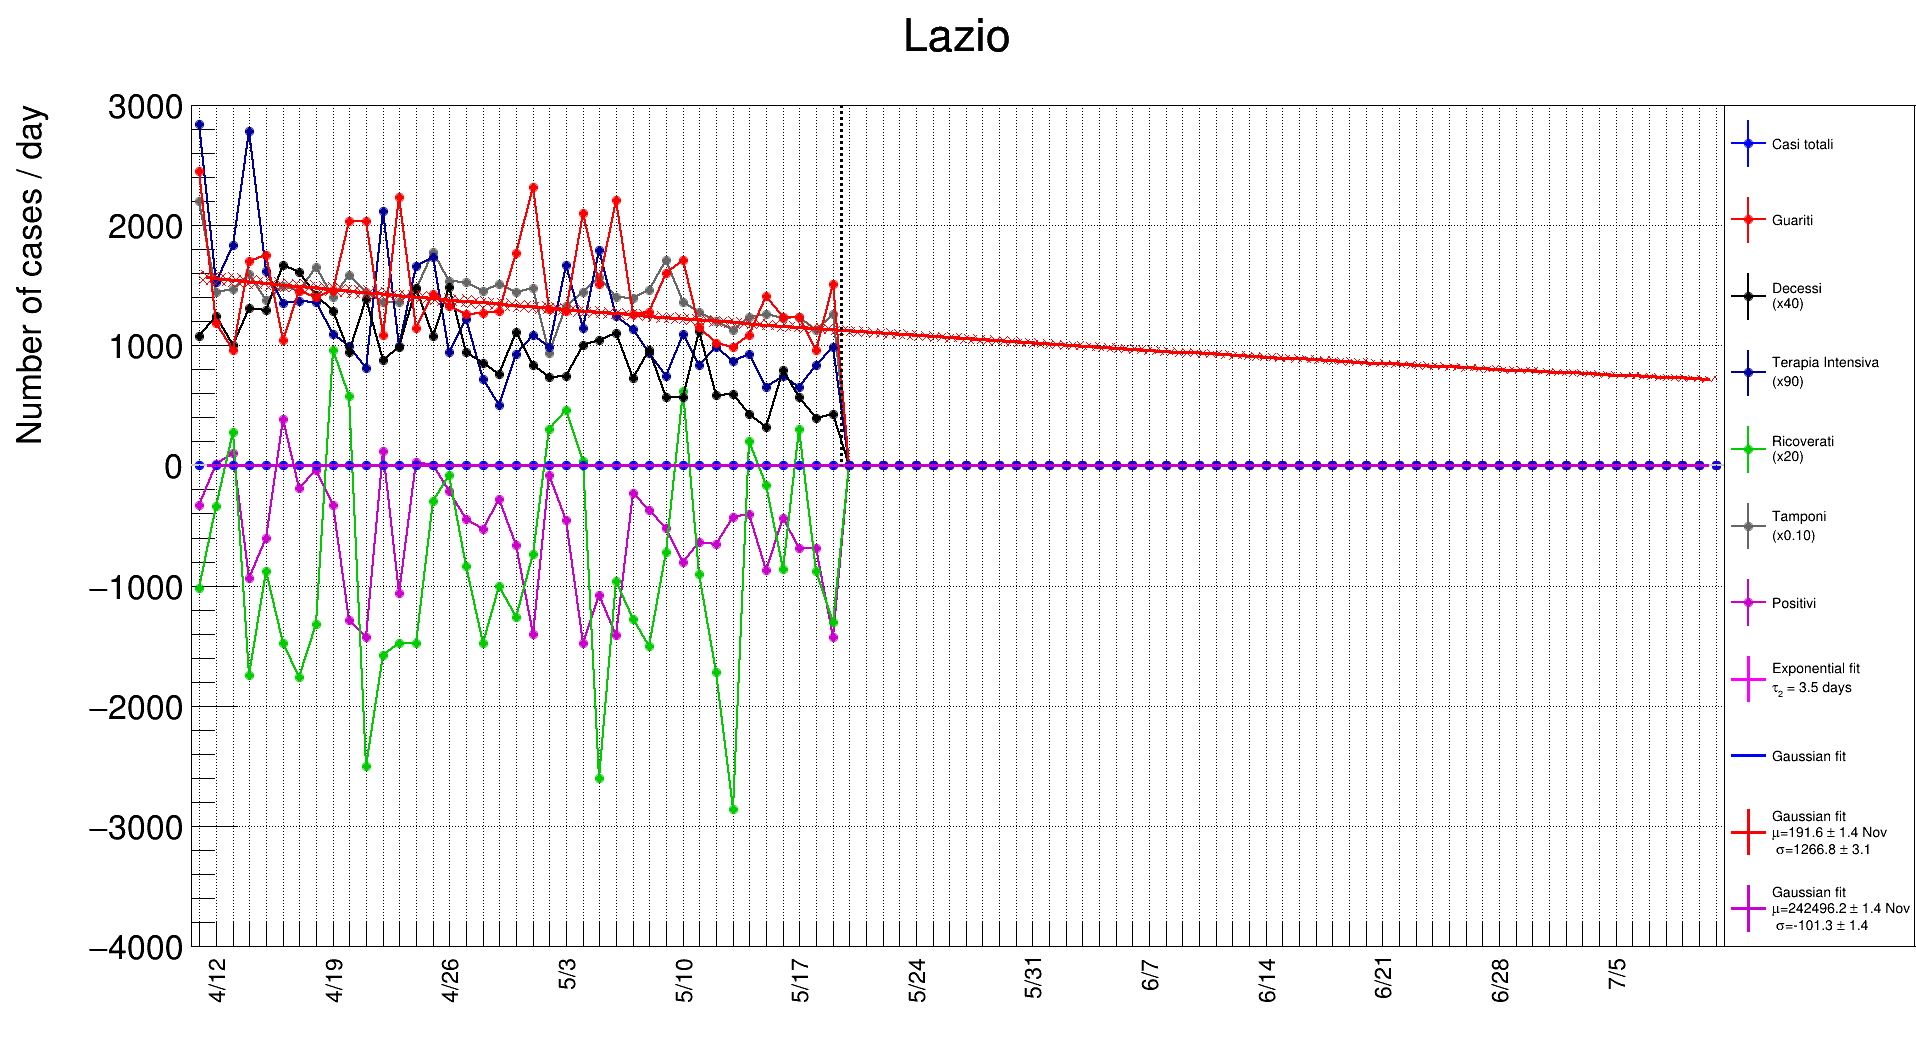 Lazio
Number of cases / day
3000
2000
1000
0
−1000
−2000
−3000
−4000
4/12
4/19
4/26
5/3
5/10
5/17
5/24
5/31
6/7
6/14
6/21
6/28
7/5
Casi totali
Guariti
Decessi
(x40)
Terapia Intensiva
(x90)
Ricoverati
(x20)
Tamponi
(x0.10)
Positivi
Exponential fit
τ2 = 3.5 days
Gaussian fit
Gaussian fit
μ=191.6 ± 1.4 Nov
σ=1266.8 ± 3.1
Gaussian fit
μ=242496.2 ± 1.4 Nov
σ=-101.3 ± 1.4